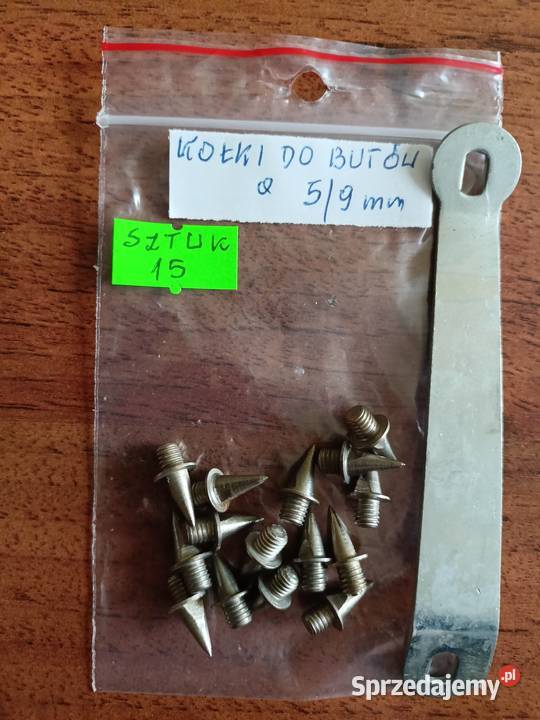 KOŁKI DO BUTÓW
Q 5/9 mm
SZTUK
15
Sprzedajemy.pl